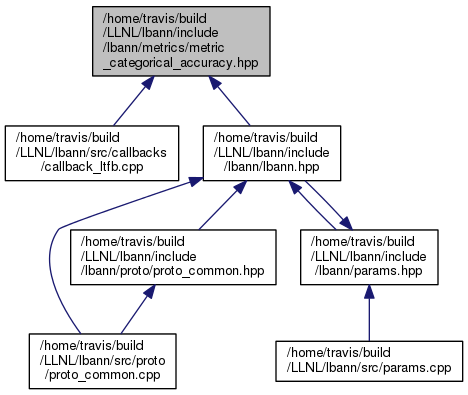 /home/travis/build
/LLNL/lbann/include
/lbann/metrics/metric
_categorical_accuracy.hpp
/home/travis/build
/LLNL/lbann/src/callbacks
/callback_ltfb.cpp
/home/travis/build
/LLNL/lbann/include
/lbann/lbann.hpp
/home/travis/build
/LLNL/lbann/include
/lbann/proto/proto_common.hpp
/home/travis/build
/LLNL/lbann/include
/lbann/params.hpp
/home/travis/build
/LLNL/lbann/src/proto
/proto_common.cpp
/home/travis/build
/LLNL/lbann/src/params.cpp